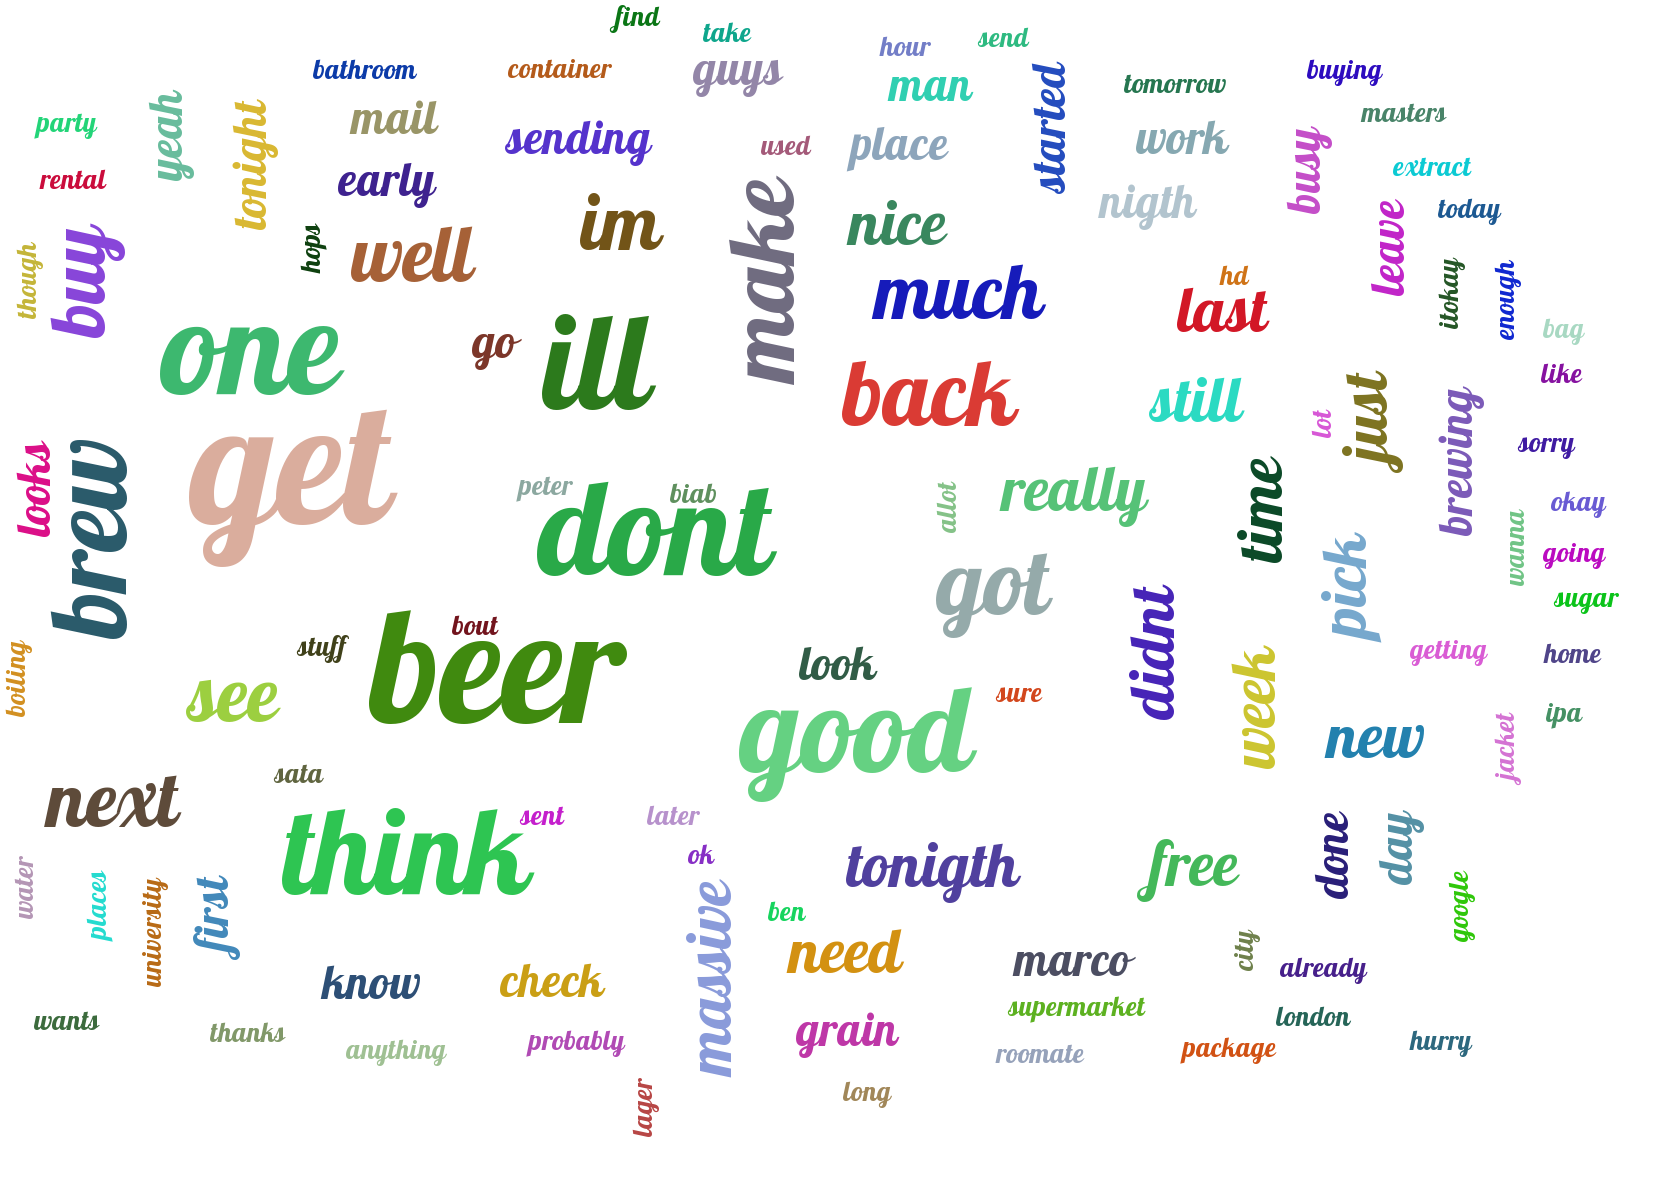 find
take
hour
send
bathroom
container
guys
man
started
tomorrow
buying
party
yeah
tonight
mail
sending
used
place
work
busy
masters
rental
early
make
nigth
extract
though
buy
hops
well
im
nice
leave
today
one
go
ill
much
hd
last
itokay
enough
bag
back
still
lot
just
like
looks
brew
get
peter
biab
dont
allot
really
time
brewing
sorry
okay
wanna
going
got
didnt
pick
sugar
boiling
stuff
bout
beer
look
week
getting
home
see
sure
good
new
jacket
ipa
next
sata
think
sent
later
ok
tonigth
free
done
day
google
water
places
university
first
massive
ben
need
marco
city
already
know
check
supermarket
london
wants
thanks
anything
probably
grain
roomate
package
hurry
lager
long